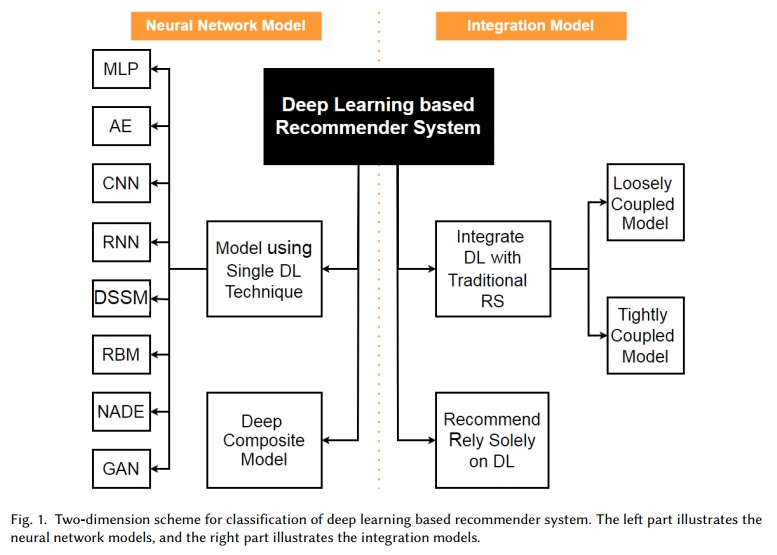 Neural Network Model
Integration Model
Deep Learning based
Recommender System
MLP
AE
CNN
RNN
DSSM
RBM
NADE
GAN
Model using
Single DL
Technique
Deep
Composite
Model
Integrate
DL with
Traditional
RS
Recommend
Rely Solely
on DL
Loosely
Coupled
Model
Tightly
Coupled
Model
Fig. 1. Two-dimension scheme for classification of deep learning based recommender system. The left part illustrates the
neural network models, and the right part illustrates the integration models.